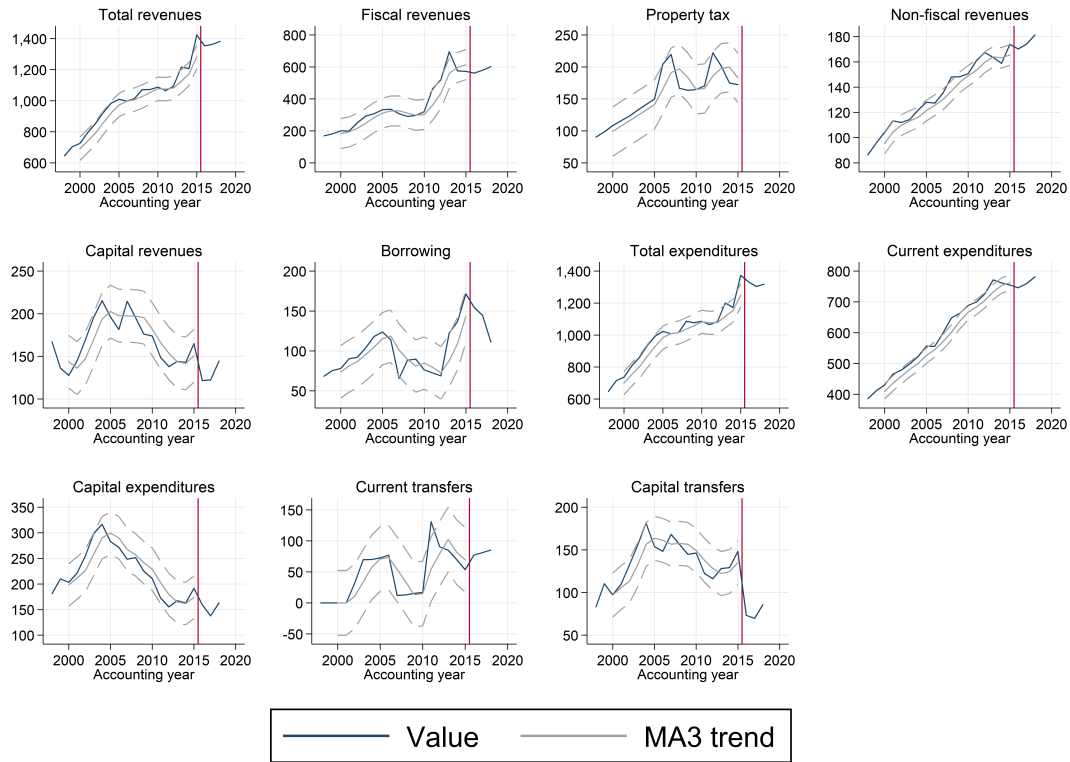 Total revenues
1,400
1,200
1,000
800
600
2000 2005 2010 2015 2020
Accounting year
Fiscal revenues
800
600
400
200
0
2000 2005 2010 2015 2020
Accounting year
Property tax
250
200
150
100
50
2000 2005 2010 2015 2020
Accounting year
Non-fiscal revenues
180
160
140
120
100
80
2000 2005 2010 2015 2020
Accounting year
Capital revenues
250
200
150
100
2000 2005 2010 2015 2020
Accounting year
Borrowing
200
150
100
50
2000 2005 2010 2015 2020
Accounting year
Total expenditures
1,400
1,200
1,000
800
600
2000 2005 2010 2015 2020
Accounting year
Current expenditures
800
700
600
500
400
2000 2005 2010 2015 2020
Accounting year
Capital expenditures
350
300
250
200
150
100
2000 2005 2010 2015 2020
Accounting year
Current transfers
150
100
50
0
-50
2000 2005 2010 2015 2020
Accounting year
Capital transfers
200
150
100
50
2000 2005 2010 2015 2020
Accounting year
Value MA3 trend